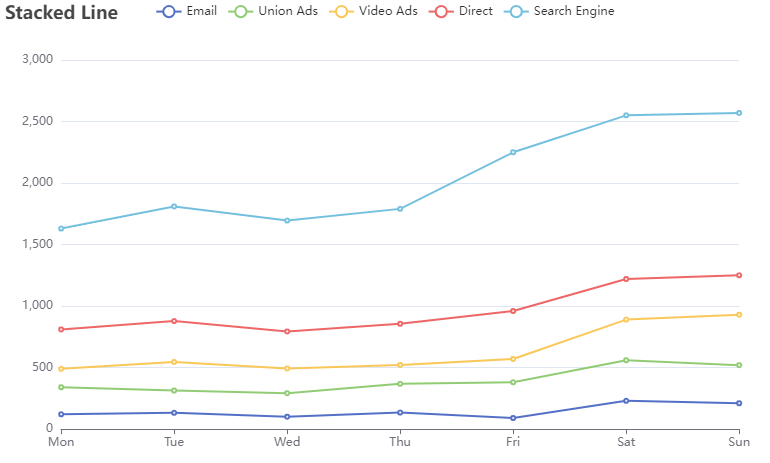 Stacked Line
Email Union Ads Video Ads Direct Search Engine
3,000
2,500
2,000
1,500
1,000
500
0
Mon Tue Wed Thu Fri Sat Sun